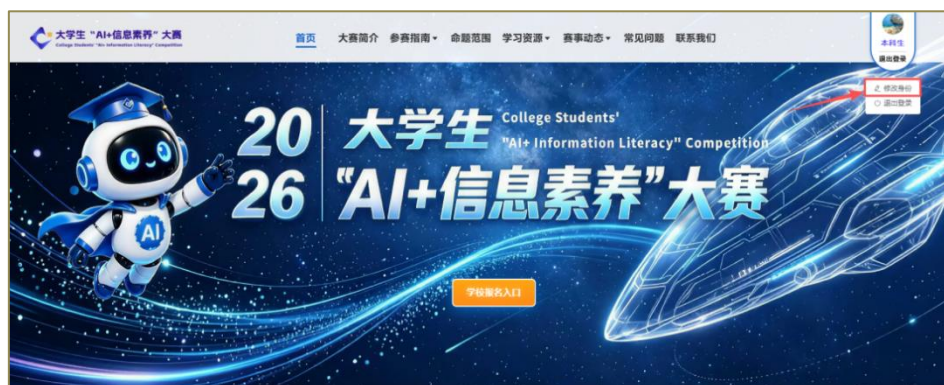 大学生 "AI+信息素养" 大赛
College Students' "AI+ Information Literacy" Competition
首页 大赛简介 参赛指南 命题范围 学习资源 赛事动态 常见问题 联系我们
本科生
退出登录
修改身份
退出登录
2026
大学生
College Students'
"AI+ Information Literacy" Competition
“AI+信息素养”大赛
AI
学校报名入口